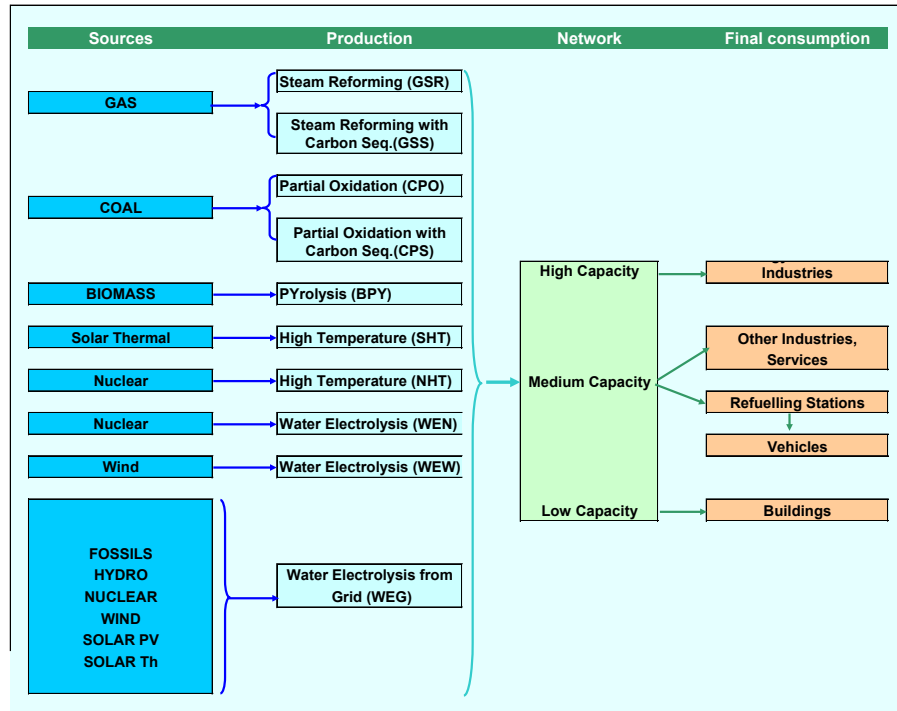 Sources Production Network Final consumption
Steam Reforming (GSR)
GAS
Steam Reforming with
Carbon Seq.(GSS)
Partial Oxidation (CPO)
COAL
Partial Oxidation with
Carbon Seq.(CPS)
High Capacity
Industries
BIOMASS
PYrolysis (BPY)
Solar Thermal
High Temperature (SHT)
Other Industries,
Services
Nuclear
High Temperature (NHT)
Medium Capacity
Refuelling Stations
Nuclear
Water Electrolysis (WEN)
Vehicles
Wind
Water Electrolysis (WEW)
Low Capacity
Buildings
FOSSILS
HYDRO
NUCLEAR
WIND
SOLAR PV
SOLAR Th
Water Electrolysis from
Grid (WEG)